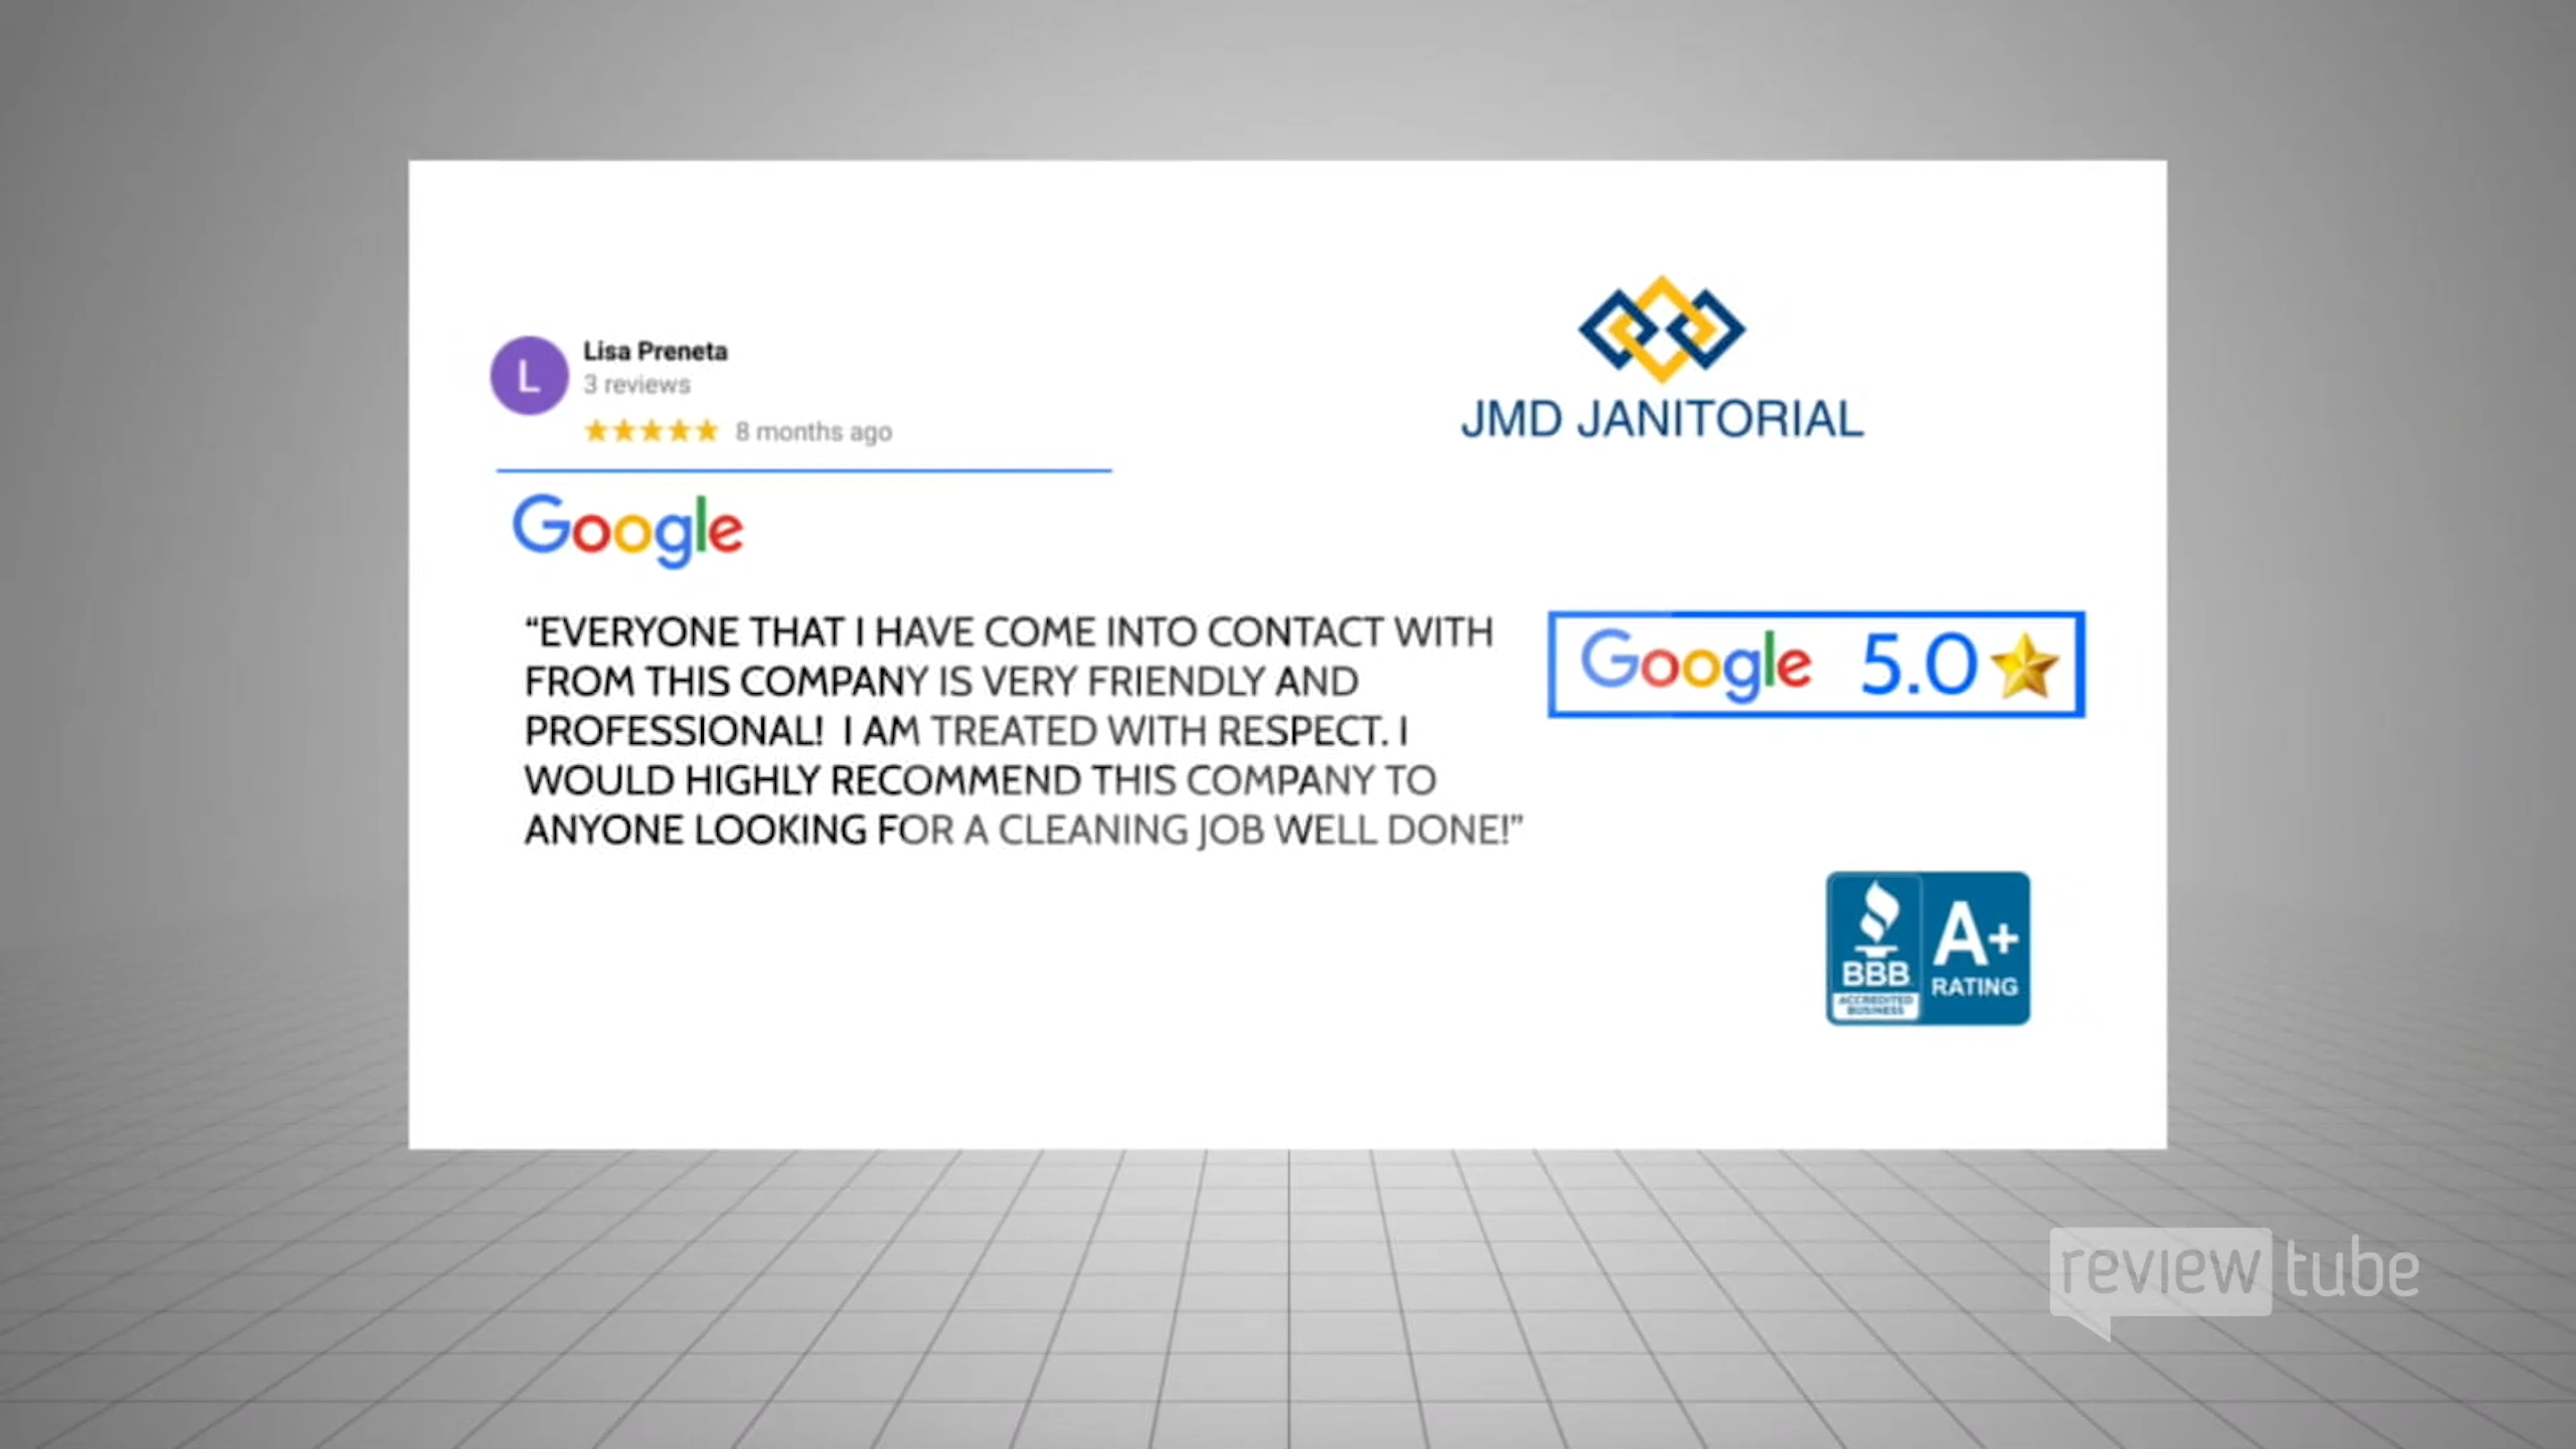 L
Lisa Preneta
3 reviews
8 months ago
JMD JANITORIAL
Google
“EVERYONE THAT I HAVE COME INTO CONTACT WITH
FROM THIS COMPANY IS VERY FRIENDLY AND
PROFESSIONAL! I AM TREATED WITH RESPECT. I
WOULD HIGHLY RECOMMEND THIS COMPANY TO
ANYONE LOOKING FOR A CLEANING JOB WELL DONE!”
Google 5.0
BBB
ACCREDITED
BUSINESS
A+
RATING
review tube